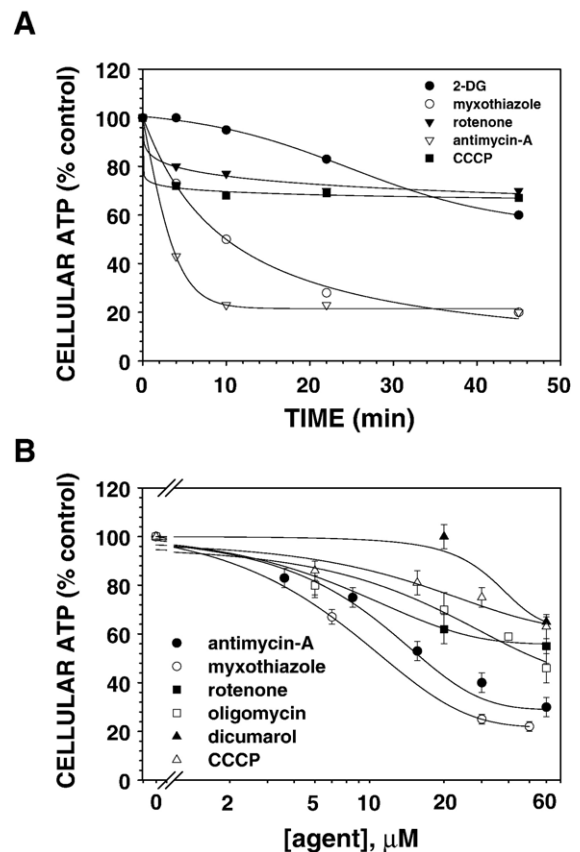 A
CELLULAR ATP (% control)
120
100
80
60
40
20
0
2-DG
myxothiazole
rotenone
antimycin-A
CCCP
0 10 20 30 40 50
TIME (min)
B
CELLULAR ATP (% control)
120
100
80
60
40
20
0
antimycin-A
myxothiazole
rotenone
oligomycin
dicumarol
CCCP
0 2 5 10 20 60
[agent], μM